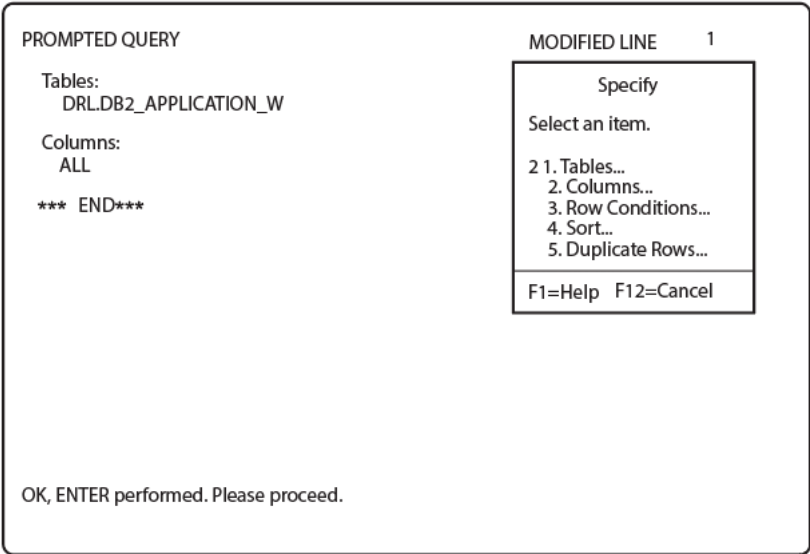 PROMPTED QUERY
MODIFIED LINE 1
Tables:
DRL.DB2_APPLICATION_W
Columns:
ALL
*** END***
Specify
Select an item.
2 1. Tables...
2. Columns...
3. Row Conditions...
4. Sort...
5. Duplicate Rows...
F1=Help F12=Cancel
OK, ENTER performed. Please proceed.